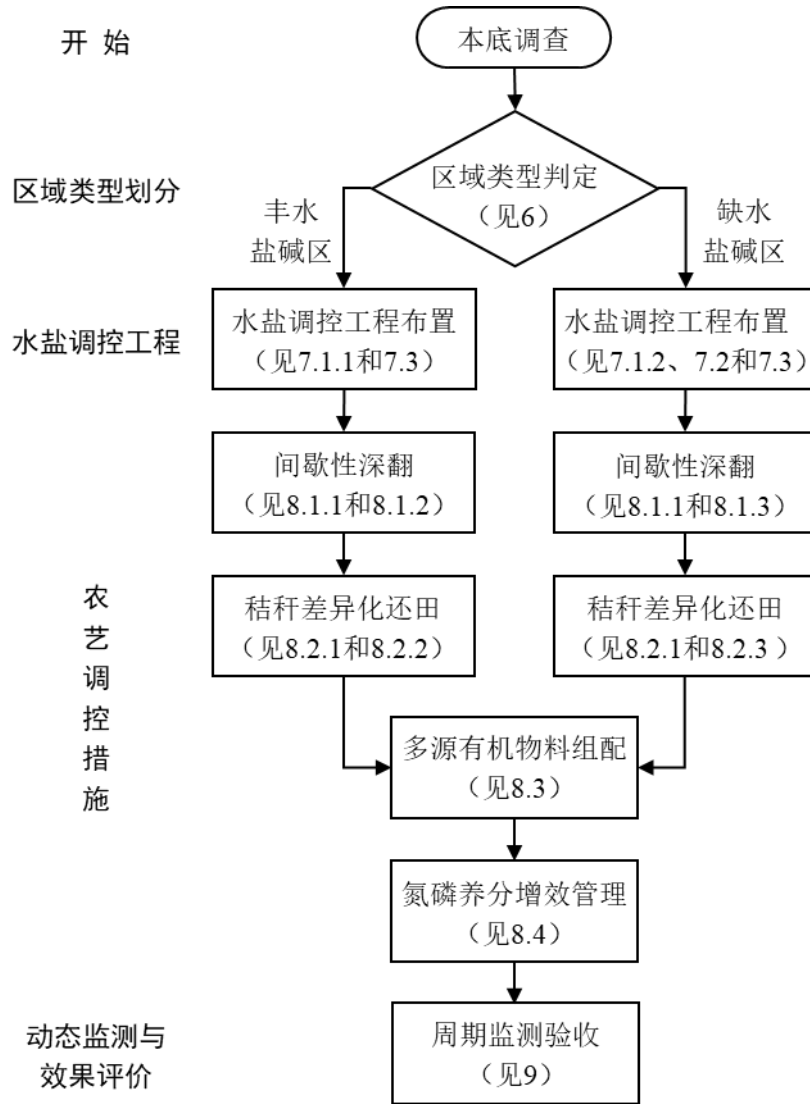 开 始
本底调查
区域类型划分
区域类型判定
（见6）
丰水
盐碱区
缺水
盐碱区
水盐调控工程
水盐调控工程布置
（见7.1.1和7.3）
水盐调控工程布置
（见7.1.2、7.2和7.3）
间歇性深翻
（见8.1.1和8.1.2）
间歇性深翻
（见8.1.1和8.1.3）
农
艺
调
控
措
施
秸秆差异化还田
（见8.2.1和8.2.2）
秸秆差异化还田
（见8.2.1和8.2.3）
多源有机物料组配
（见8.3）
氮磷养分增效管理
（见8.4）
动态监测与
效果评价
周期监测验收
（见9）